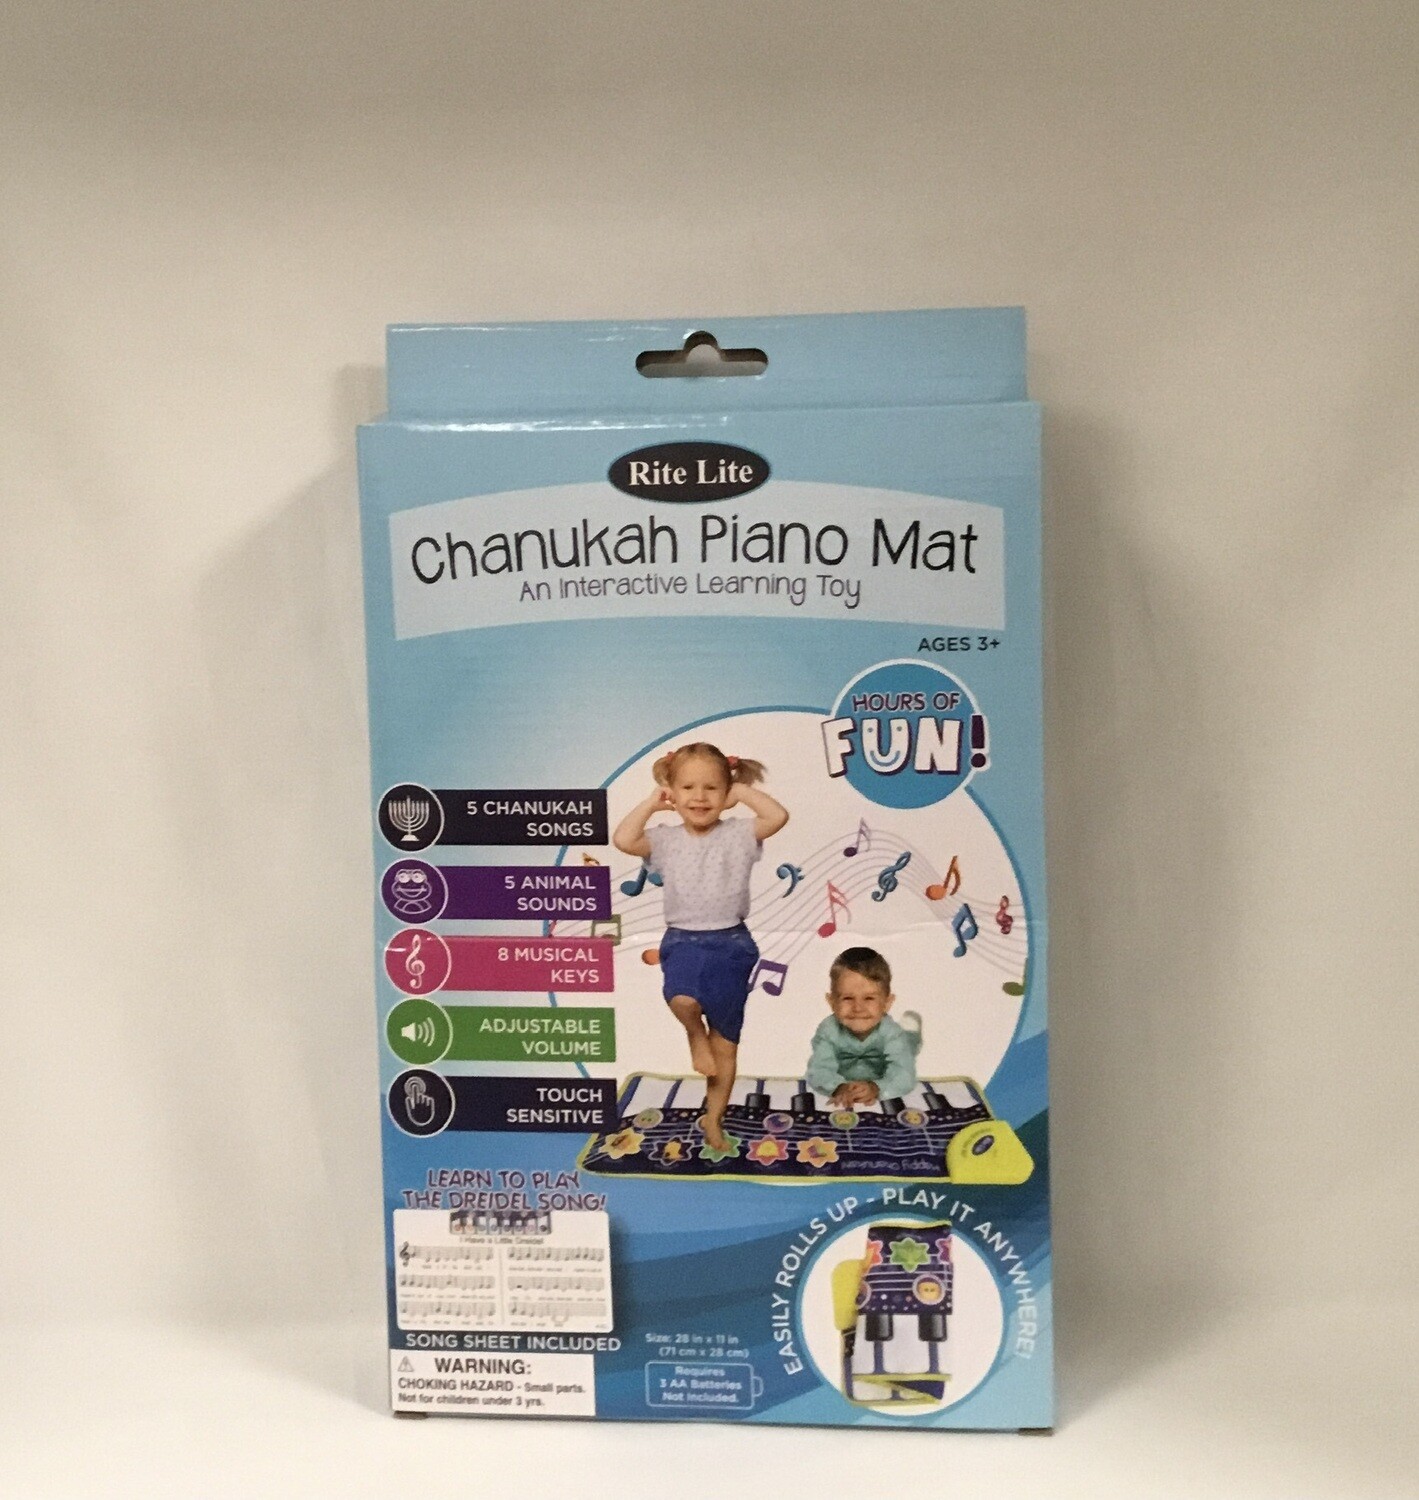 Rite Lite
Chanukah Piano Mat
An Interactive Learning Toy
AGES 3+
HOURS OF
FUN!
5 CHANUKAH
SONGS
5 ANIMAL
SOUNDS
8 MUSICAL
KEYS
ADJUSTABLE
VOLUME
TOUCH
SENSITIVE
LEARN TO PLAY
THE DREIDEL SONG!
I Have a Little Dreidel
SONG SHEET INCLUDED
WARNING:
CHOKING HAZARD - Small parts.
Not for children under 3 yrs.
Size: 28 in x 11 in
(71 cm x 28 cm)
Requires
3 AA Batteries
Not Included.
EASILY ROLLS UP - PLAY IT ANYWHERE!